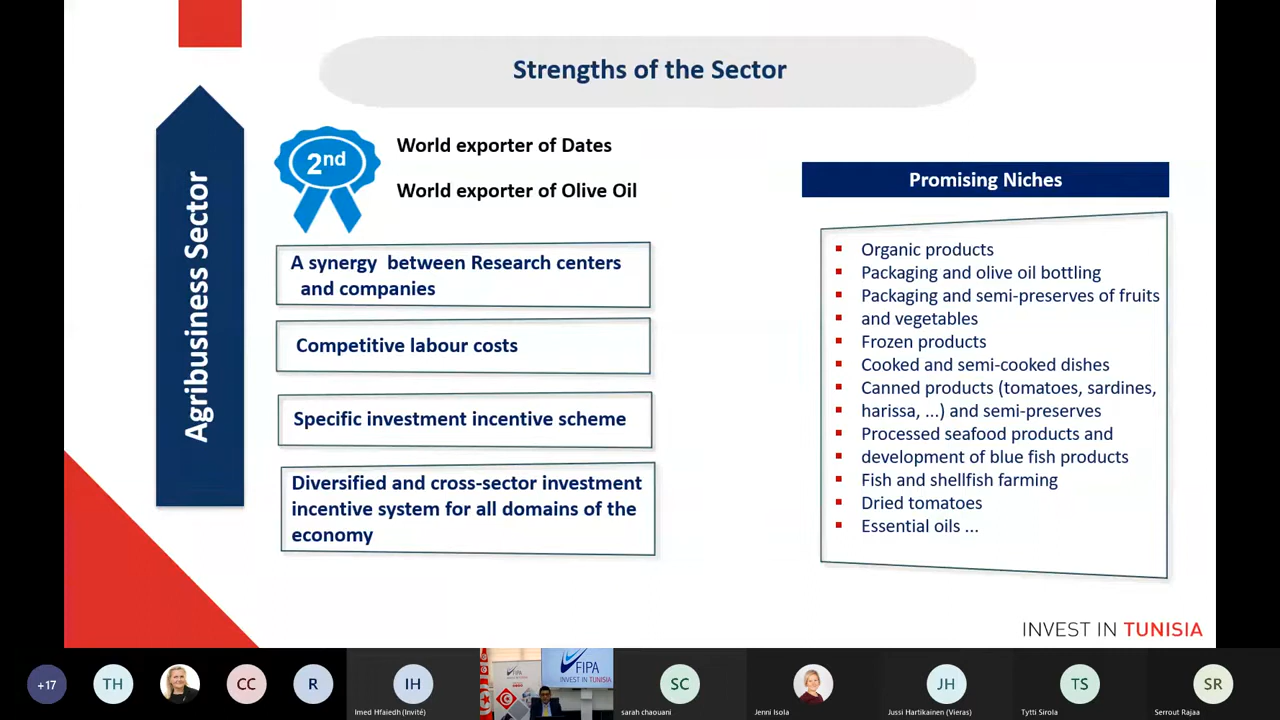 Strengths of the Sector
Agribusiness Sector
2nd
World exporter of Dates
World exporter of Olive Oil
A synergy between Research centers
and companies
Competitive labour costs
Specific investment incentive scheme
Diversified and cross-sector investment
incentive system for all domains of the
economy
Promising Niches
Organic products
Packaging and olive oil bottling
Packaging and semi-preserves of fruits
and vegetables
Frozen products
Cooked and semi-cooked dishes
Canned products (tomatoes, sardines,
harissa, ...) and semi-preserves
Processed seafood products and
development of blue fish products
Fish and shellfish farming
Dried tomatoes
Essential oils ...
INVEST IN TUNISIA
+17
TH
CC
R
IH
Imed Hfaiedh (Invité)
FIPA
INVEST IN TUNISIA
SC
sarah chaouani
Jenni Isola
JH
Jussi Hartikainen (Vieras)
TS
Tytti Sirola
SR
Serrout Rajaa